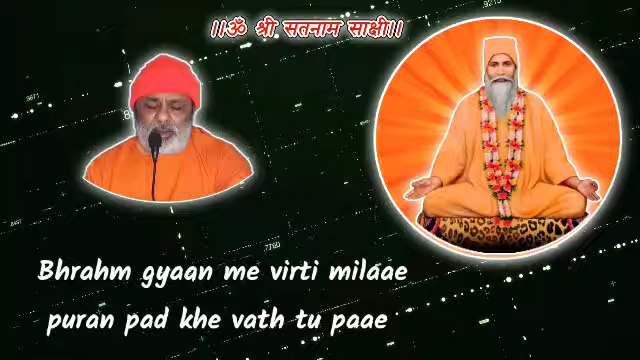 ।।ॐ श्री सतनाम साक्षी।।
Bhrahm gyaan me virti milaae
puran pad khe vath tu paae